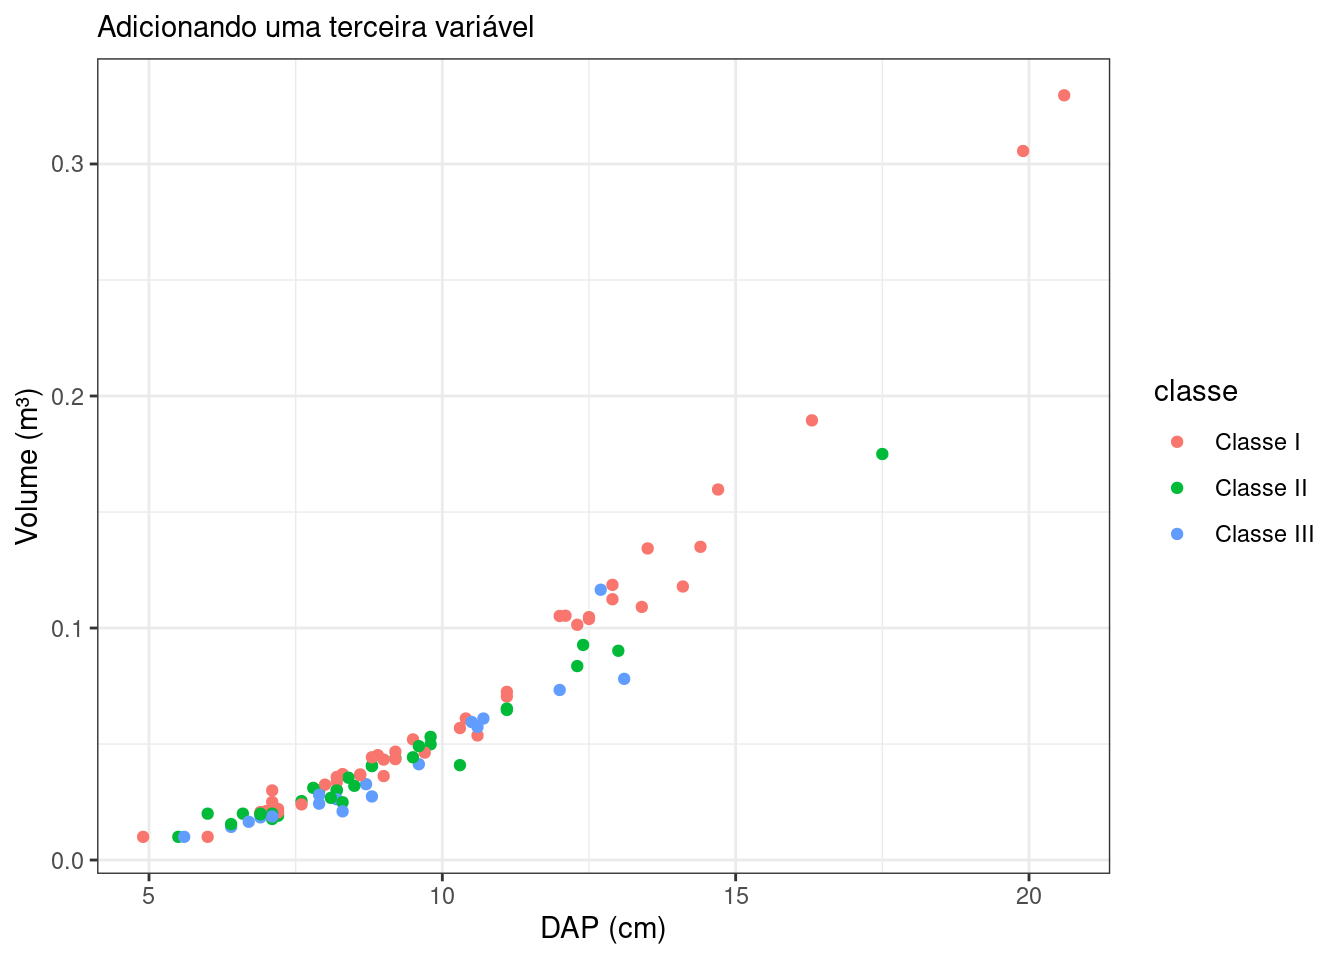 Adicionando uma terceira variável
Volume (m³)
0.3
0.2
0.1
0.0
5 10 15 20
DAP (cm)
classe
Classe I
Classe II
Classe III